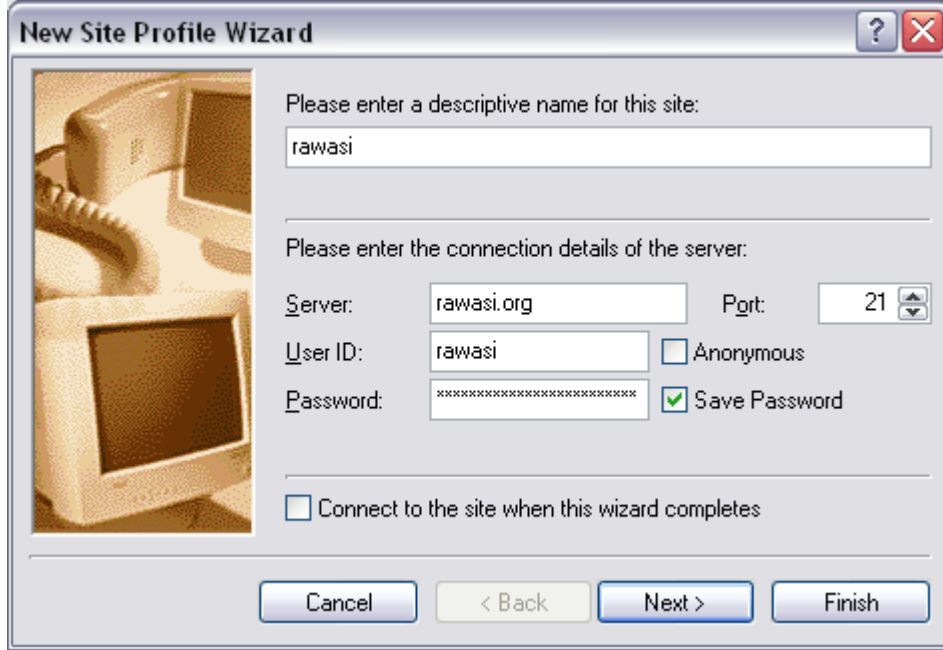 New Site Profile Wizard
?
Please enter a descriptive name for this site:
rawasi
Please enter the connection details of the server:
Server: rawasi.org Port: 21
User ID: rawasi Anonymous
Password: ************************* Save Password
Connect to the site when this wizard completes
Cancel < Back Next > Finish